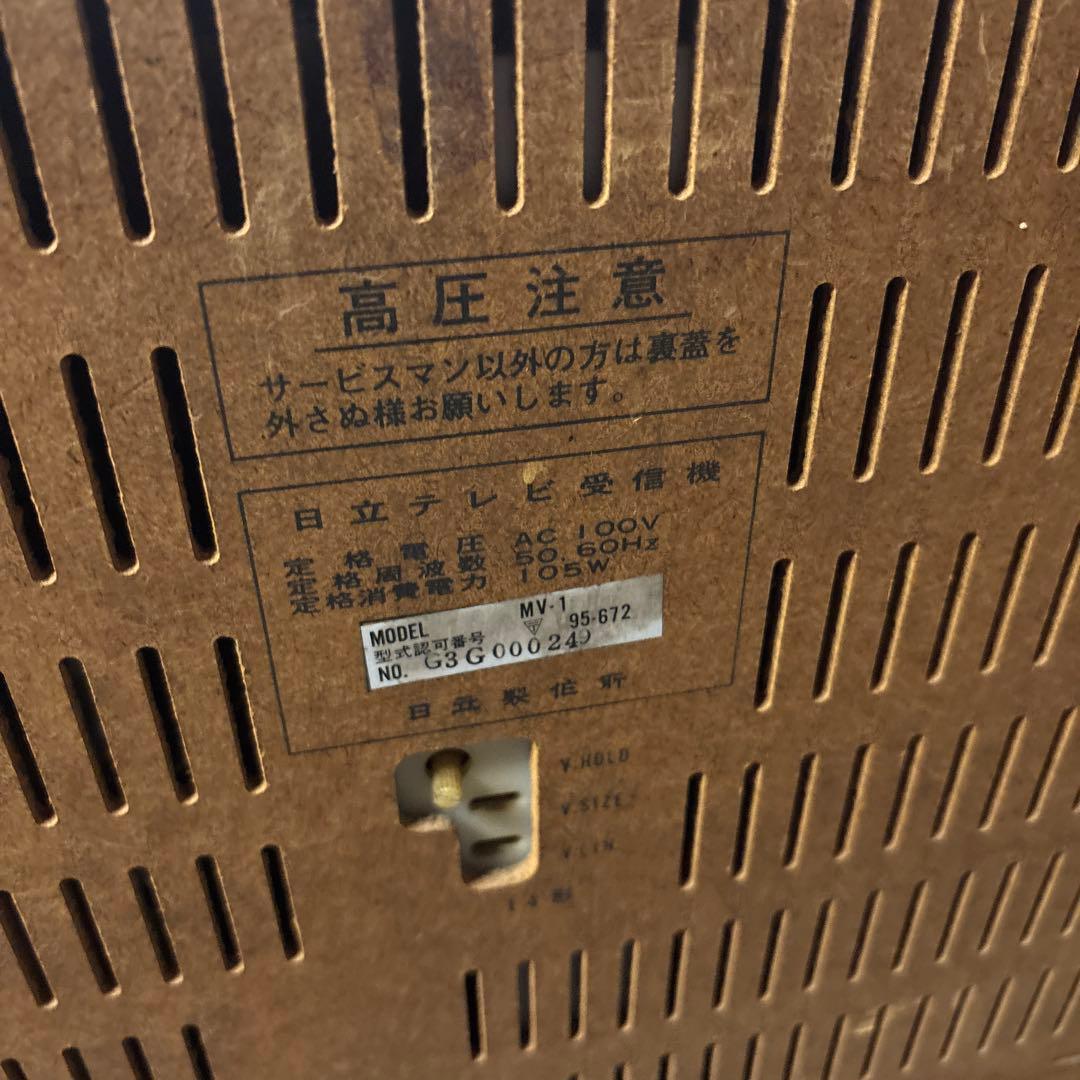 高圧注意
サービスマン以外の方は裏蓋を
外さぬ様お願いします。
日立テレビ受信機
定格電圧 AC 100V
定格周波数 50.60Hz
定格消費電力 105W
MODEL MV-1
型式認可番号 〒 95-672
NO. G3G000249
日立製作所
V.HOLD
V.SIZE
V.LIN
14形